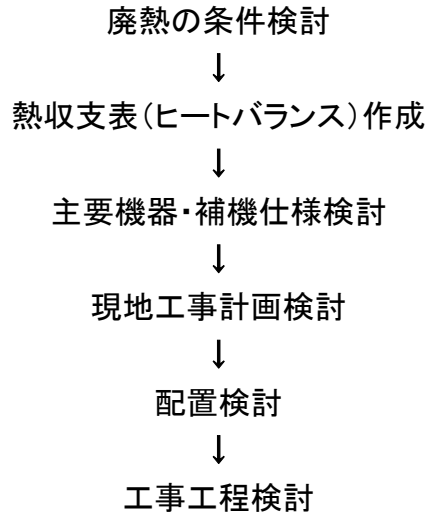 廃熱の条件検討
↓
熱収支表(ヒートバランス)作成
↓
主要機器・補機仕様検討
↓
現地工事計画検討
↓
配置検討
↓
工事工程検討